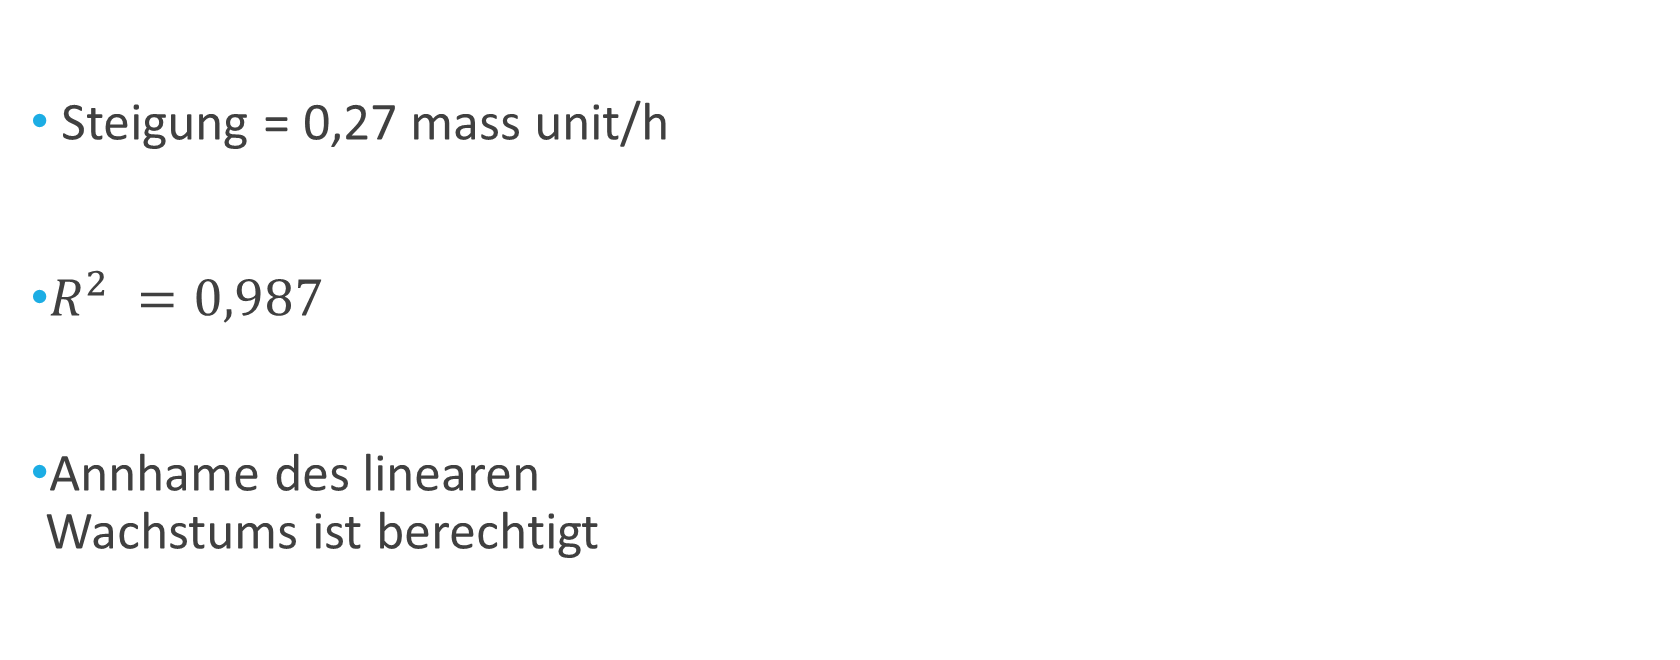 • Steigung = 0,27 mass unit/h
•R² = 0,987
•Annhame des linearen
Wachstums ist berechtigt